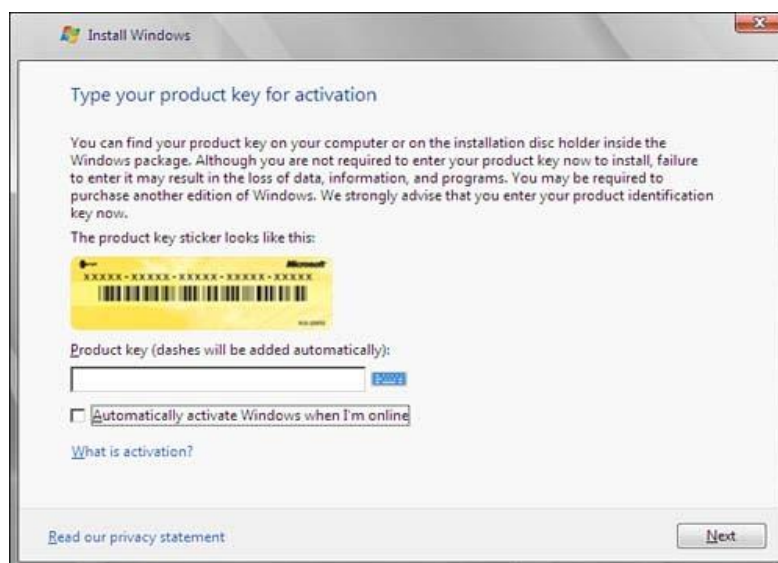 Install Windows
Type your product key for activation
You can find your product key on your computer or on the installation disc holder inside the
Windows package. Although you are not required to enter your product key now to install, failure
to enter it may result in the loss of data, information, and programs. You may be required to
purchase another edition of Windows. We strongly advise that you enter your product identification
key now.
The product key sticker looks like this:
Microsoft
XXXXX-XXXXX-XXXXX-XXXXX-XXXXX
Product key (dashes will be added automatically):
Automatically activate Windows when I'm online
What is activation?
Read our privacy statement
Next